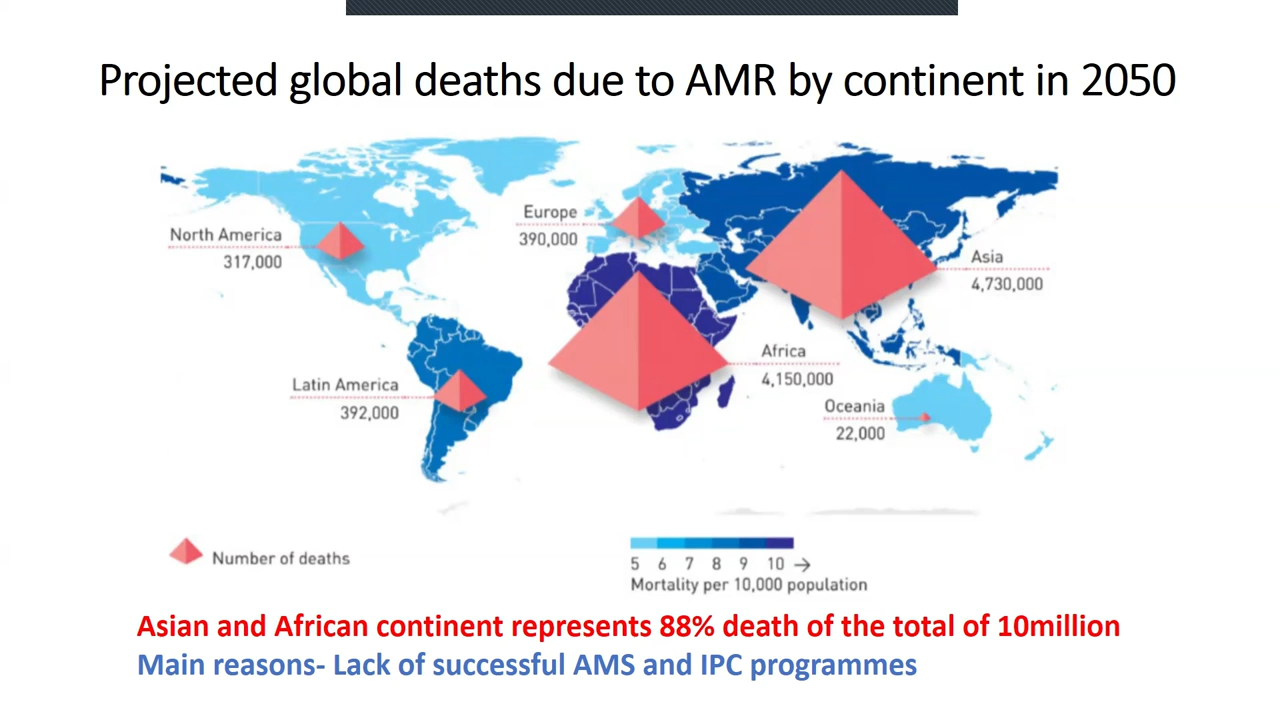 Projected global deaths due to AMR by continent in 2050
Europe
390,000
North America
317,000
Asia
4,730,000
Africa
4,150,000
Latin America
392,000
Oceania
22,000
Number of deaths
5 6 7 8 9 10 →
Mortality per 10,000 population
Asian and African continent represents 88% death of the total of 10million
Main reasons- Lack of successful AMS and IPC programmes